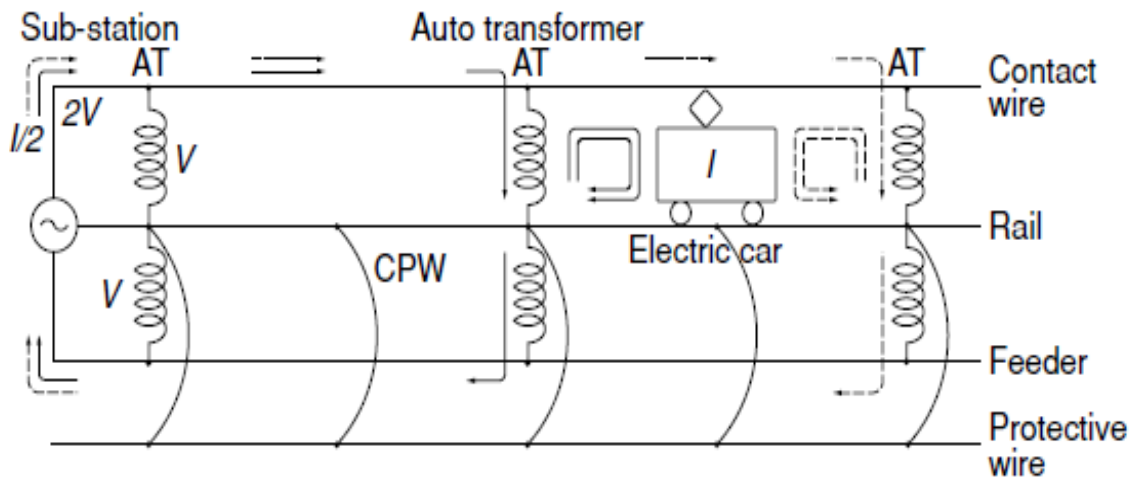 Sub-station
Auto transformer
AT
AT
AT
Contact
wire
2V
I/2
V
I
Rail
Electric car
CPW
V
Feeder
Protective
wire